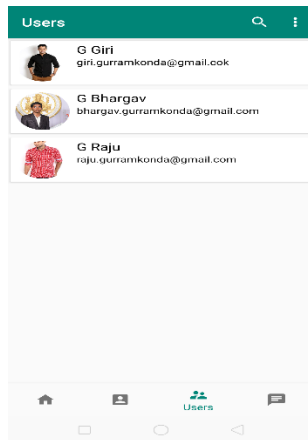 Users
G Giri
giri.gurramkonda@gmail.cok
G Bhargav
bhargav.gurramkonda@gmail.com
G Raju
raju.gurramkonda@gmail.com
Users